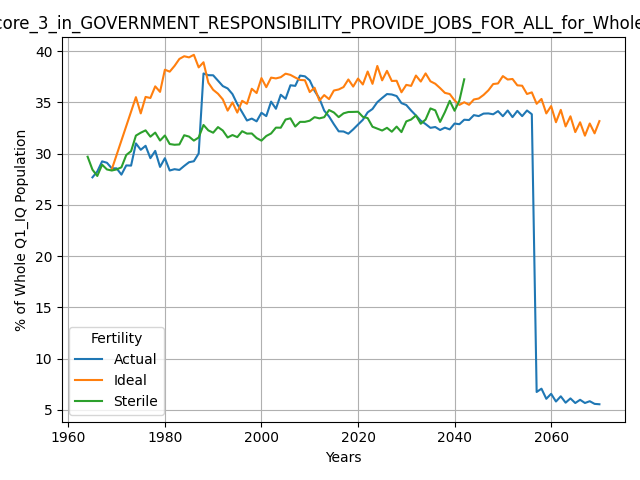 core_3_in_GOVERNMENT_RESPONSIBILITY_PROVIDE_JOBS_FOR_ALL_for_Whole
40
35
30
25
20
15
10
5
% of Whole Q1_IQ Population
Fertility
Actual
Ideal
Sterile
1960 1980 2000 2020 2040 2060
Years